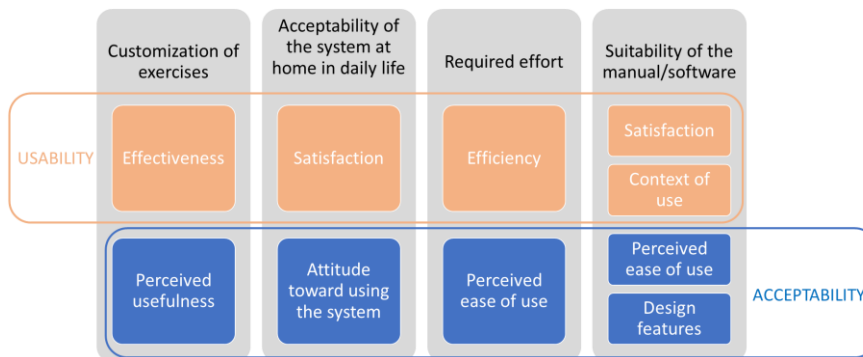 Customization of
exercises
Acceptability of
the system at
home in daily life
Required effort
Suitability of the
manual/software
USABILITY
Effectiveness
Satisfaction
Efficiency
Satisfaction
Context of
use
Perceived
usefulness
Attitude
toward using
the system
Perceived
ease of use
Perceived
ease of use
Design
features
ACCEPTABILITY